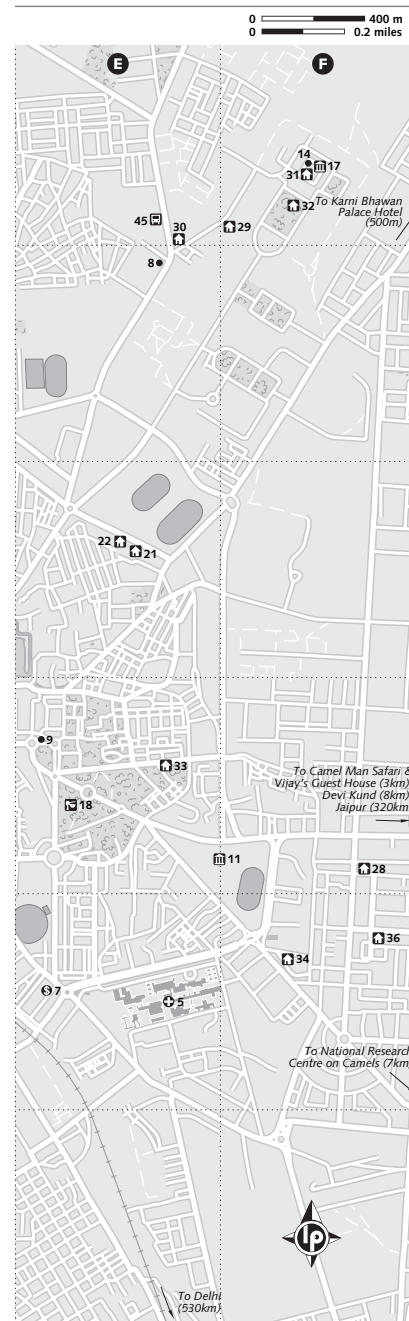 0 400 m
0 0.2 miles
E F
14
17
31
32
To Karni Bhawan
Palace Hotel
(500m)
45
30
29
8
22
21
9
33
To Camel Man Safari &
Vijay's Guest House (3km)
Devi Kund (8km)
Jaipur (320km
18
11
28
36
34
$ 7
5
To National Research
Centre on Camels (7km
lp
To Delhi
(530km)